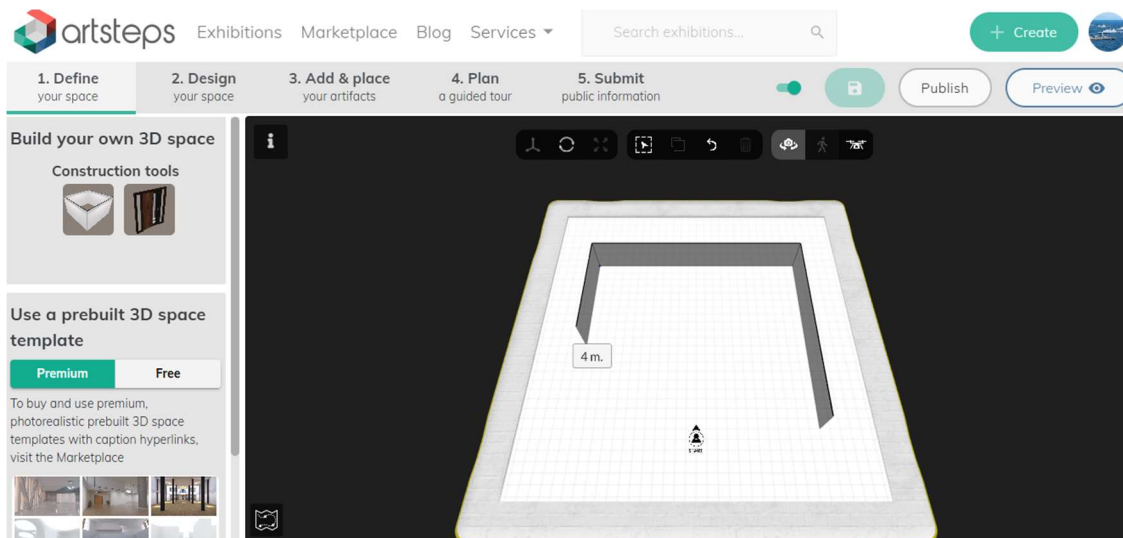 artsteps
Exhibitions Marketplace Blog Services
Search exhibitions...
+ Create
1. Define
your space
2. Design
your space
3. Add & place
your artifacts
4. Plan
a guided tour
5. Submit
public information
Publish
Preview
Build your own 3D space
Construction tools
Use a prebuilt 3D space
template
Premium Free
To buy and use premium,
photorealistic prebuilt 3D space
templates with caption hyperlinks,
visit the Marketplace
i
4 m.
START